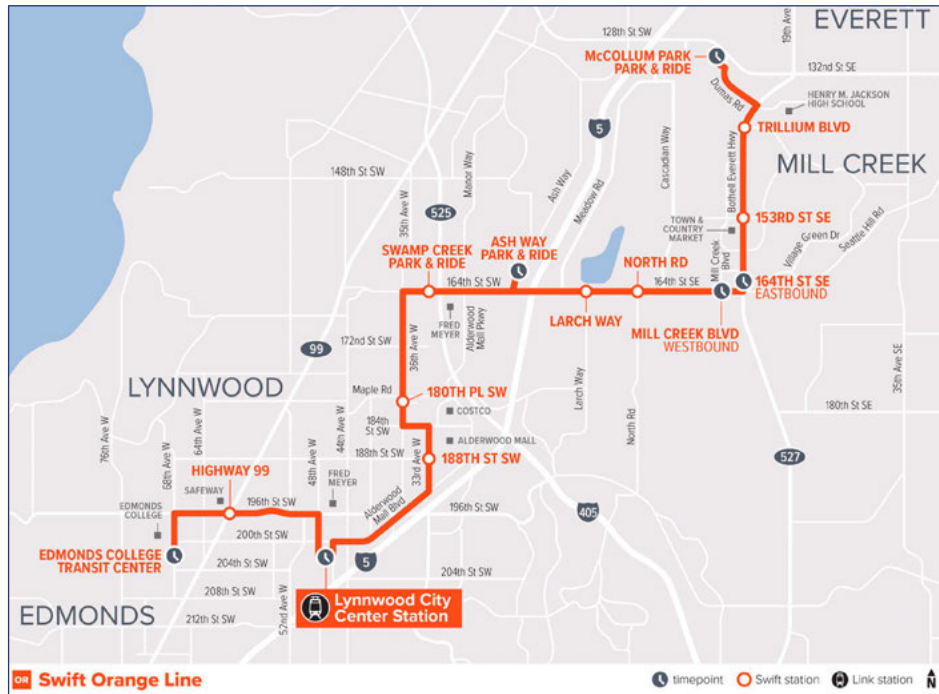 EVERETT
19th Ave
128th St SW
McCOLLUM PARK
PARK & RIDE
132nd St SE
Dumas Rd
HENRY M. JACKSON
HIGH SCHOOL
5
TRILLIUM BLVD
MILL CREEK
Cascadian Way
Bothell Everett Hwy
Ash Way
Meadow Rd
Manor Way
148th St SW
35th Ave W
525
153RD ST SE
TOWN &
COUNTRY
MARKET
Mill Creek
Blvd
Village
Green Dr
Seattle Hill Rd
SWAMP CREEK
PARK & RIDE
ASH WAY
PARK & RIDE
NORTH RD
164th St SW
164th St SE
164TH ST SE
EASTBOUND
LARCH WAY
MILL CREEK BLVD
WESTBOUND
FRED
MEYER
Alderwood
Mall Pkwy
99
172nd St SW
36th Ave W
35th Ave SE
LYNNWOOD
Maple Rd
180TH PL SW
Larch Way
North Rd
180th St SE
COSTCO
184th
St SW
ALDERWOOD MALL
188th St SW
188TH ST SW
33rd Ave W
527
76th Ave W
68th Ave W
64th Ave W
48th Ave W
44th Ave W
HIGHWAY 99
SAFEWAY
FRED
MEYER
Alderwood
Mall Blvd
196th St SW
196th St SW
405
EDMONDS
COLLEGE
200th St SW
EDMONDS COLLEGE
TRANSIT CENTER
204th St SW
5
204th St SW
208th St SW
52nd Ave W
Lynnwood City
Center Station
EDMONDS
212th St SW
OR Swift Orange Line
timepoint
Swift station
Link station
N